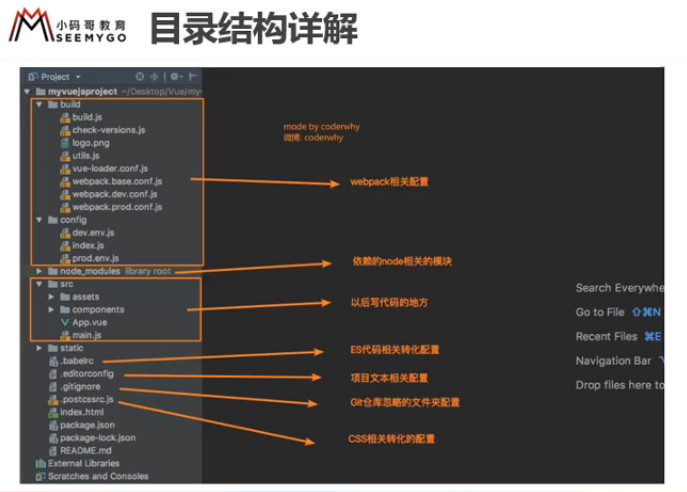 小码哥教育
SEEMYGO
目录结构详解
Project
myvuejsproject ~/Desktop/Vue/my
build
build.js
check-versions.js
logo.png
utils.js
vue-loader.conf.js
webpack.base.conf.js
webpack.dev.conf.js
webpack.prod.conf.js
config
dev.env.js
index.js
prod.env.js
node_modules library root
src
assets
components
App.vue
main.js
static
.babelrc
.editorconfig
.gitignore
.postcssrc.js
index.html
package.json
package-lock.json
README.md
External Libraries
Scratches and Consoles
mode by coderwhy
微博: coderwhy
webpack相关配置
依赖的node相关的模块
以后写代码的地方
ES代码相关转化配置
项目文本相关配置
Git仓库忽略的文件夹配置
CSS相关转化的配置
Search Everywhe
Go to File ⇧⌘N
Recent Files ⌘E
Navigation Bar
Drop files here to